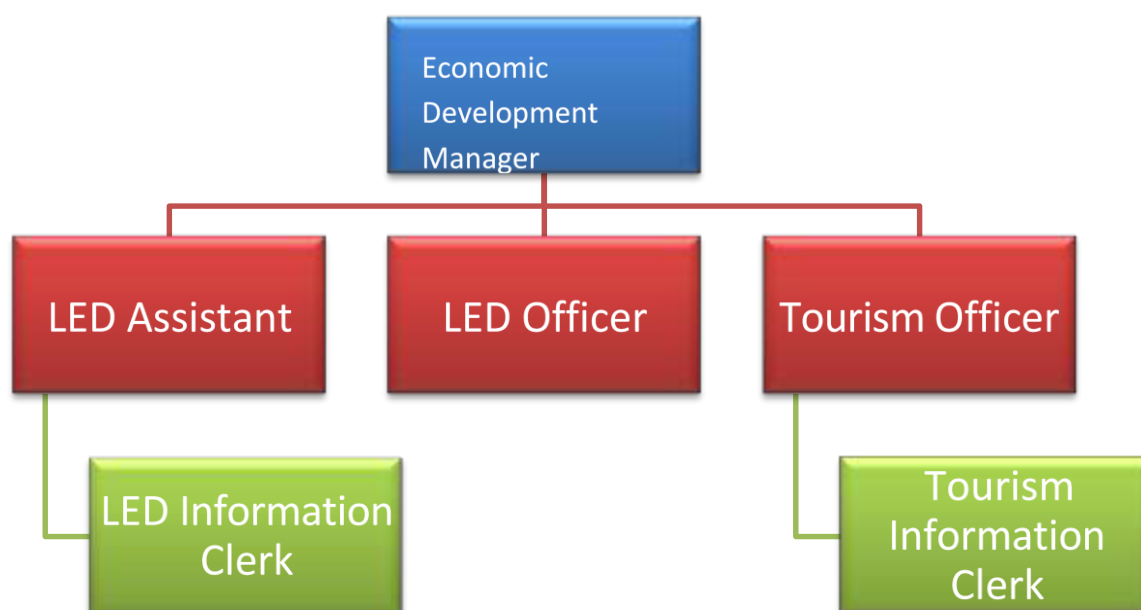 Economic
Development
Manager
LED Assistant
LED Officer
Tourism Officer
LED Information
Clerk
Tourism
Information
Clerk